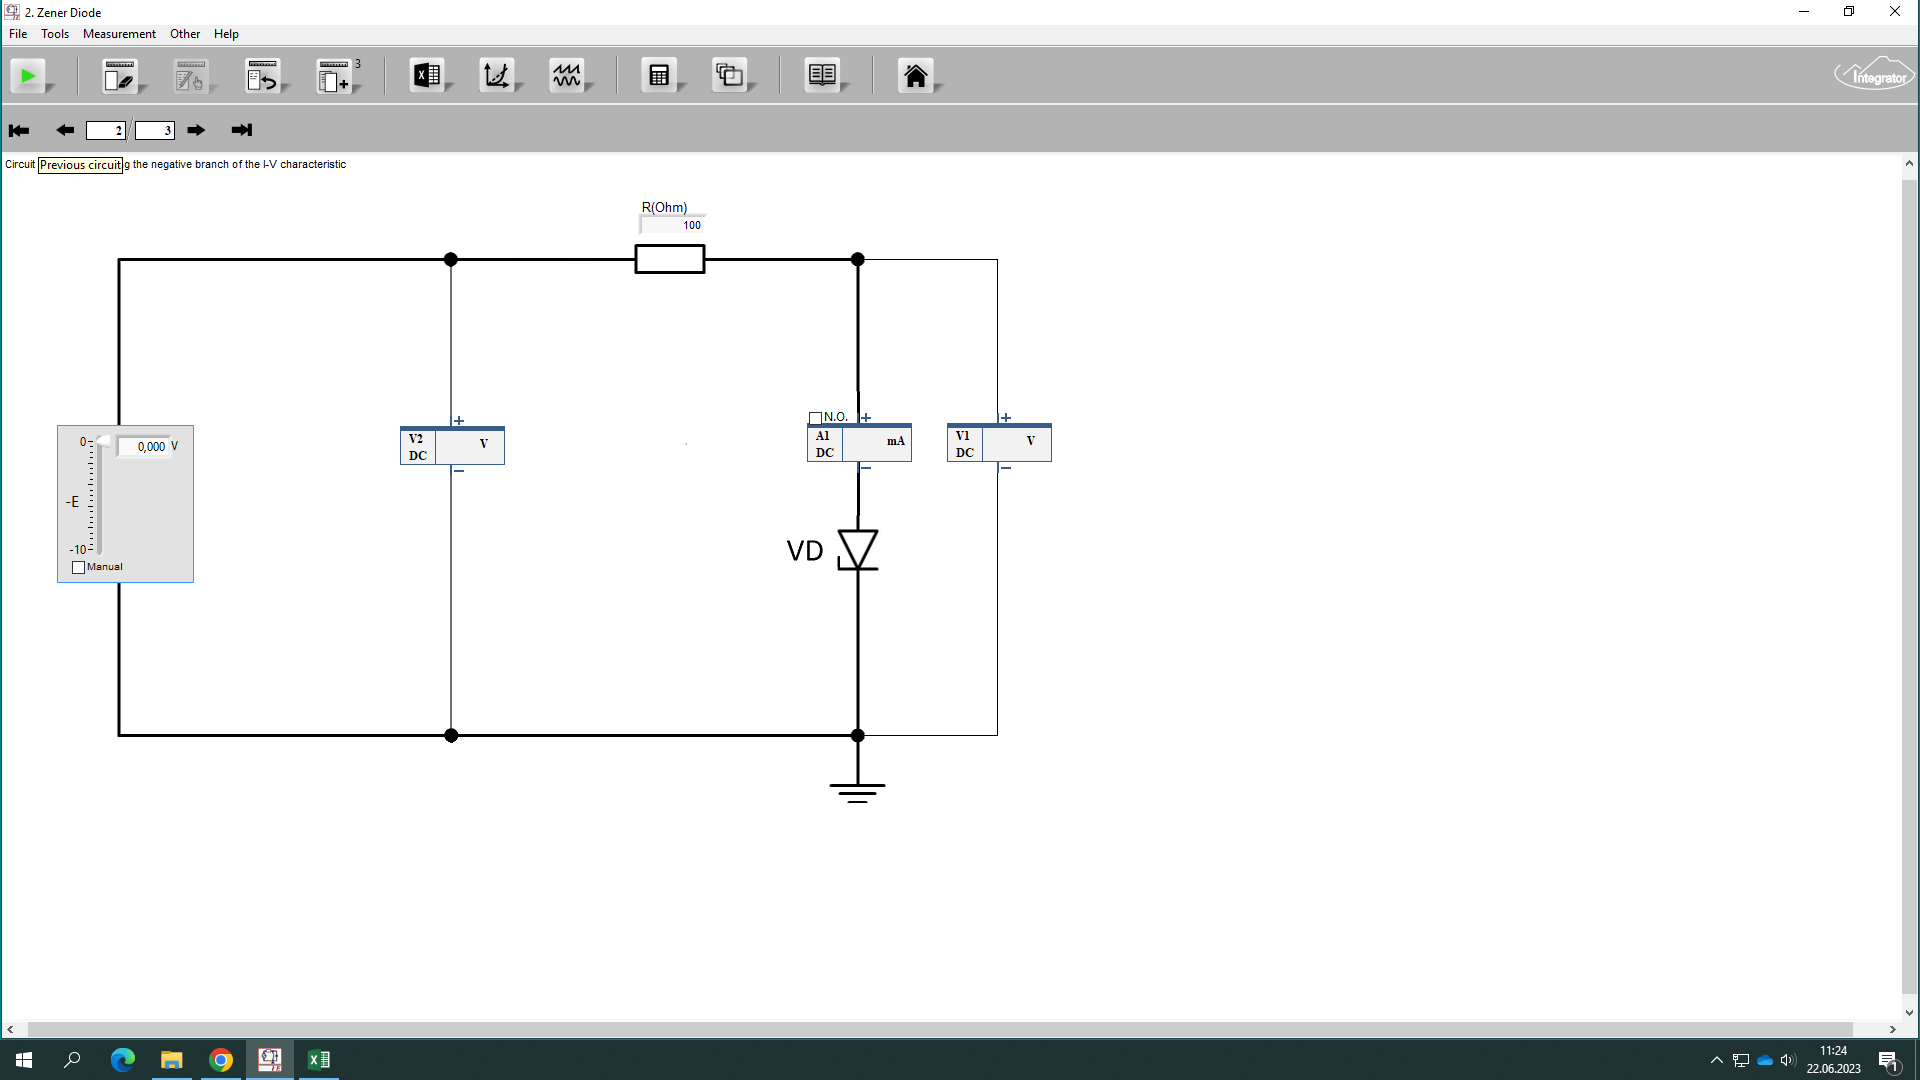 2. Zener Diode
File Tools Measurement Other Help
3
Integrator
2 / 3
Circuit Previous circuit g the negative branch of the I-V characteristic
R(Ohm)
100
0 0,000 V
-E
-10
Manual
+
V2 DC V
−
N.O. +
A1 DC mA
−
+
V1 DC V
−
VD
11:24
22.06.2023
1